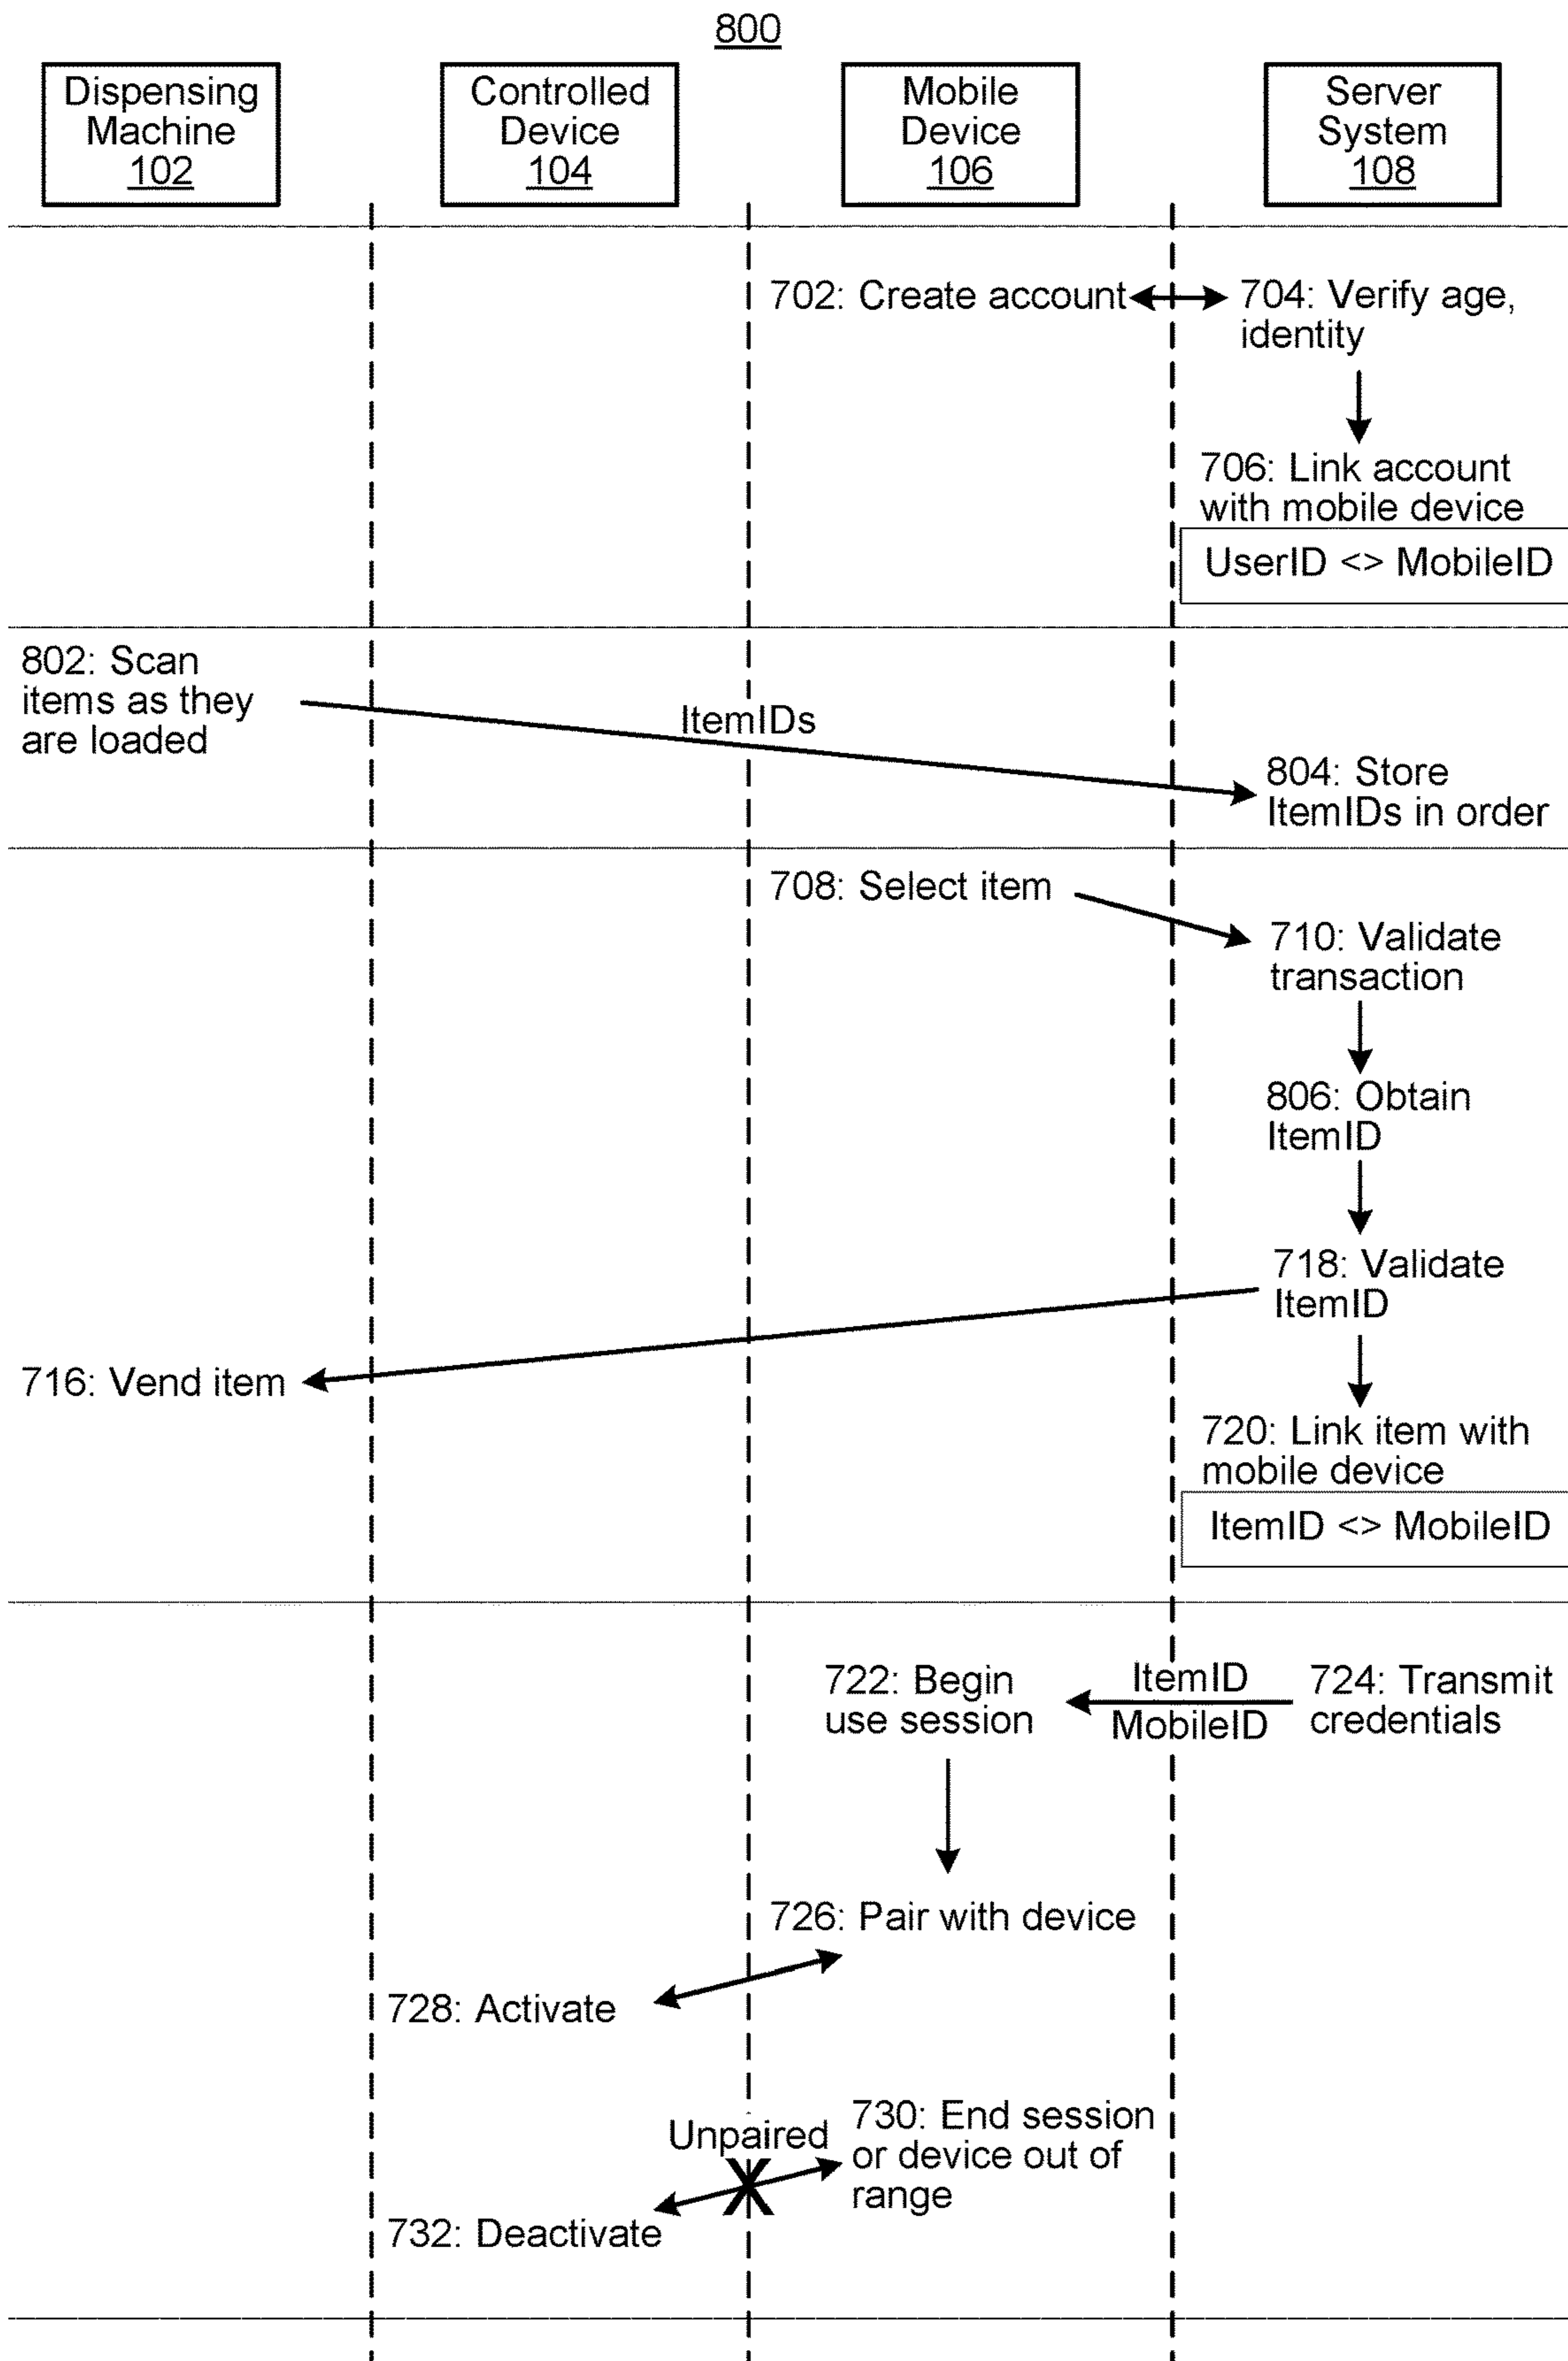 800
Dispensing
Machine
102
Controlled
Device
104
Mobile
Device
106
Server
System
108
702: Create account
704: Verify age,
identity
706: Link account
with mobile device
UserID <> MobileID
802: Scan
items as they
are loaded
ItemIDs
804: Store
ItemIDs in order
708: Select item
710: Validate
transaction
806: Obtain
ItemID
718: Validate
ItemID
716: Vend item
720: Link item with
mobile device
ItemID <> MobileID
722: Begin
use session
ItemID
MobileID
724: Transmit
credentials
726: Pair with device
728: Activate
Unpaired
730: End session
or device out of
range
X
732: Deactivate